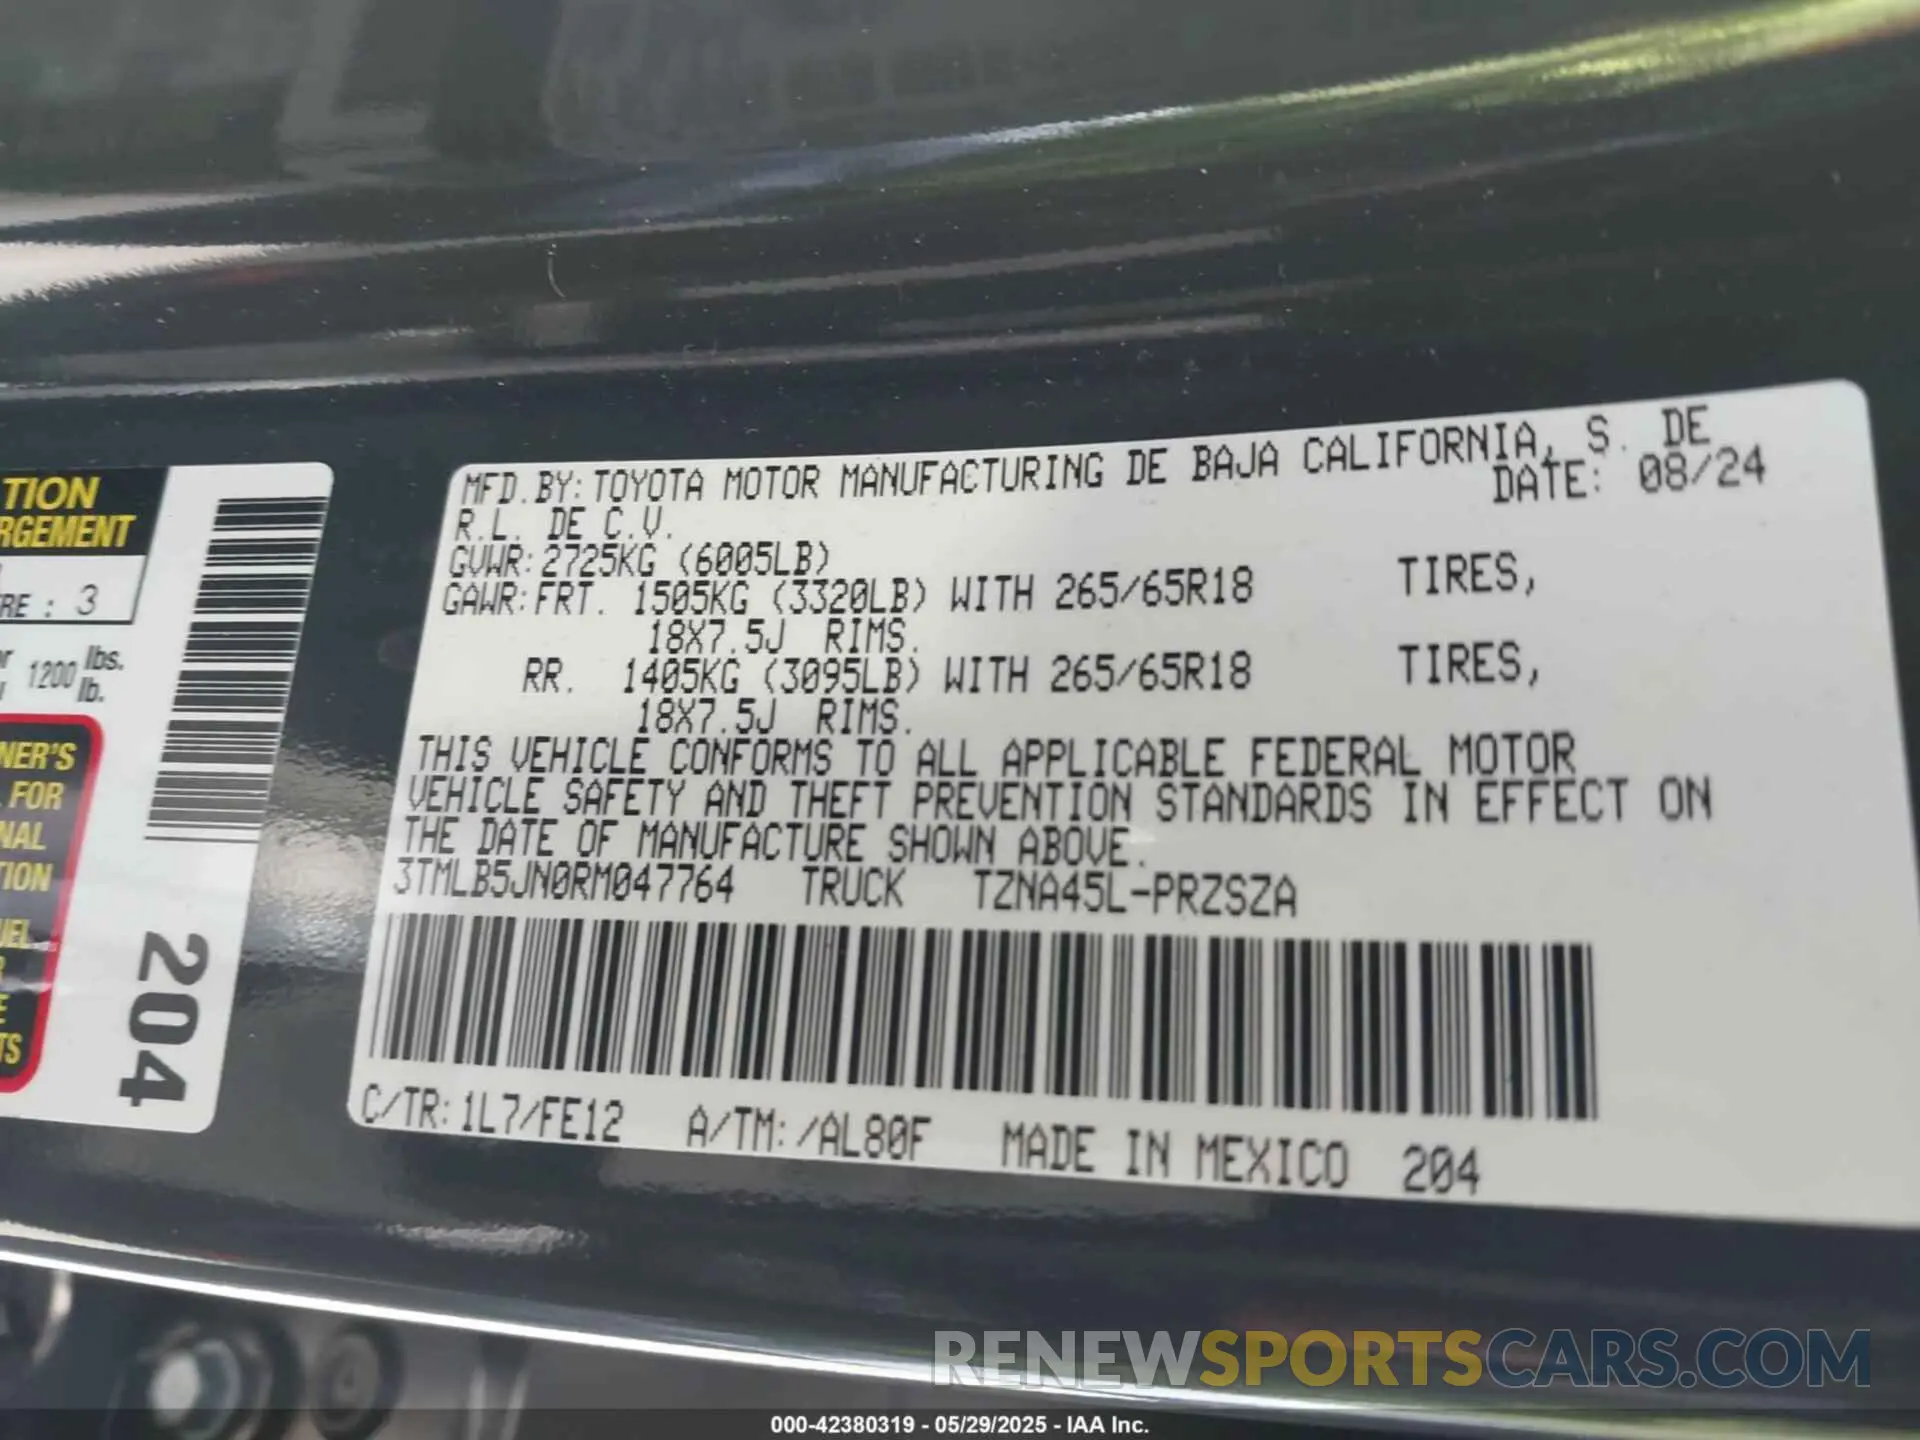 TION
RGEMENT
RE : 3
1200 lbs.
lb.
NER'S
FOR
NAL
TION
UEL
TS
204
MFD.BY:TOYOTA MOTOR MANUFACTURING DE BAJA CALIFORNIA, S. DE
R.L. DE C.V. DATE: 08/24
GVWR:2725KG (6005LB)
GAWR:FRT. 1505KG (3320LB) WITH 265/65R18 TIRES,
18X7.5J RIMS.
RR. 1405KG (3095LB) WITH 265/65R18 TIRES,
18X7.5J RIMS.
THIS VEHICLE CONFORMS TO ALL APPLICABLE FEDERAL MOTOR
VEHICLE SAFETY AND THEFT PREVENTION STANDARDS IN EFFECT ON
THE DATE OF MANUFACTURE SHOWN ABOVE.
3TMLB5JN0RM047764 TRUCK TZNA45L-PRZSZA
C/TR:1L7/FE12 A/TM:/AL80F MADE IN MEXICO 204
RENEWSPORTSCARS.COM
000-42380319 - 05/29/2025 - IAA Inc.